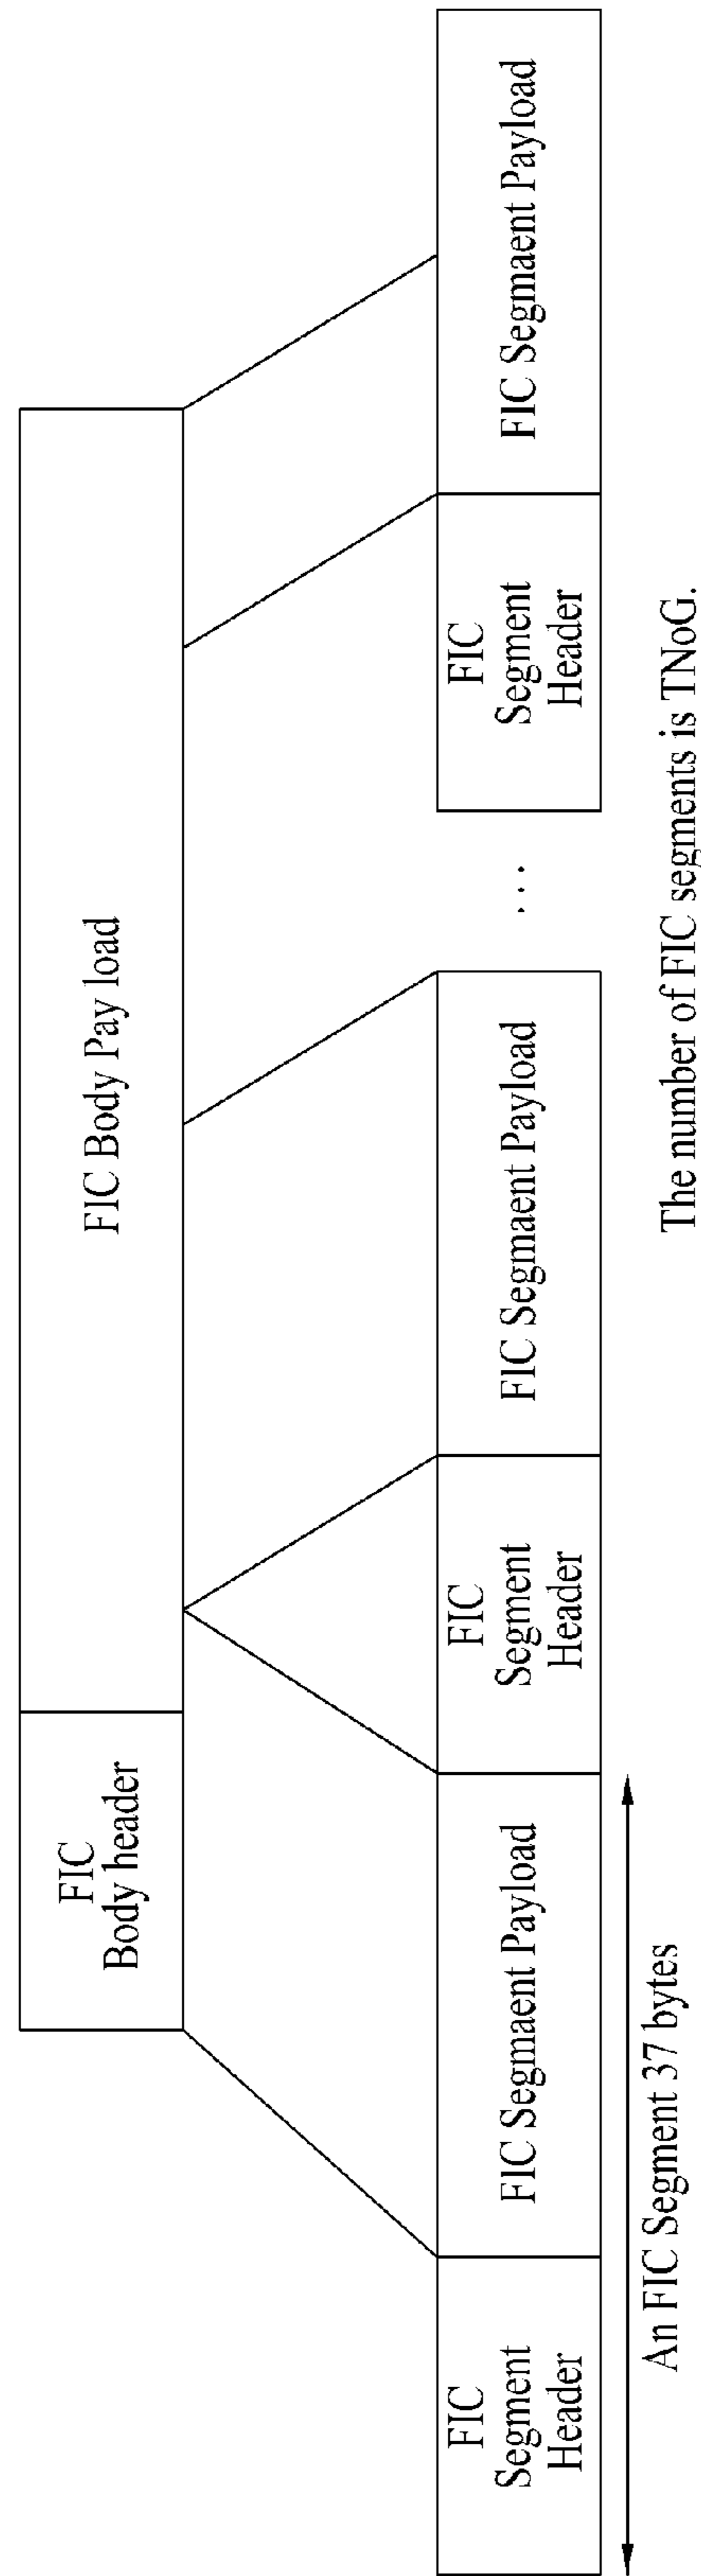 FIC
Body header
FIC Body Pay load
FIC
Segment
Header
FIC Segmaent Payload
FIC
Segment
Header
FIC Segmaent Payload
...
FIC
Segment
Header
FIC Segmaent Payload
An FIC Segment 37 bytes
The number of FIC segments is TNoG.